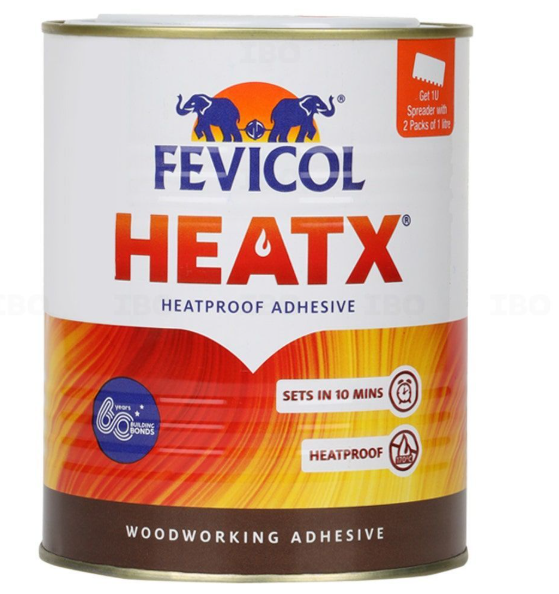 Get 1U
Spreader with
2 Packs of 1 litre
®
FEVICOL
HEATX®
HEATPROOF ADHESIVE
SETS IN 10 MINS
60 years
BUILDING
BONDS
HEATPROOF
WOODWORKING ADHESIVE
IBO